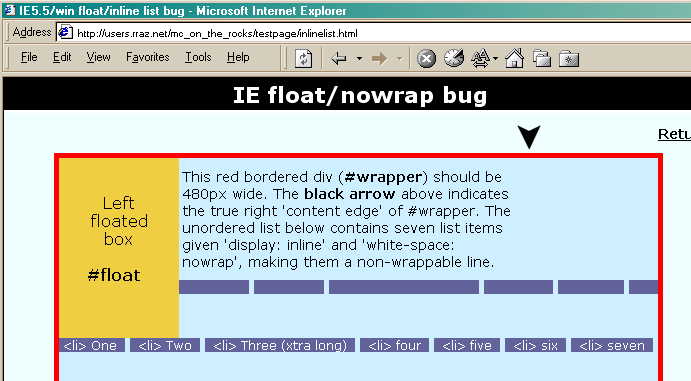 IE5.5/win float/inline list bug - Microsoft Internet Explorer
Address http://users.rraz.net/mc_on_the_rocks/testpage/inlinelist.html
File Edit View Favorites Tools Help
IE float/nowrap bug
Retu
Left
floated
box
#float
This red bordered div (#wrapper) should be
480px wide. The black arrow above indicates
the true right 'content edge' of #wrapper. The
unordered list below contains seven list items
given 'display: inline' and 'white-space:
nowrap', making them a non-wrappable line.
<li> One <li> Two <li> Three (xtra long) <li> four <li> five <li> six <li> seven